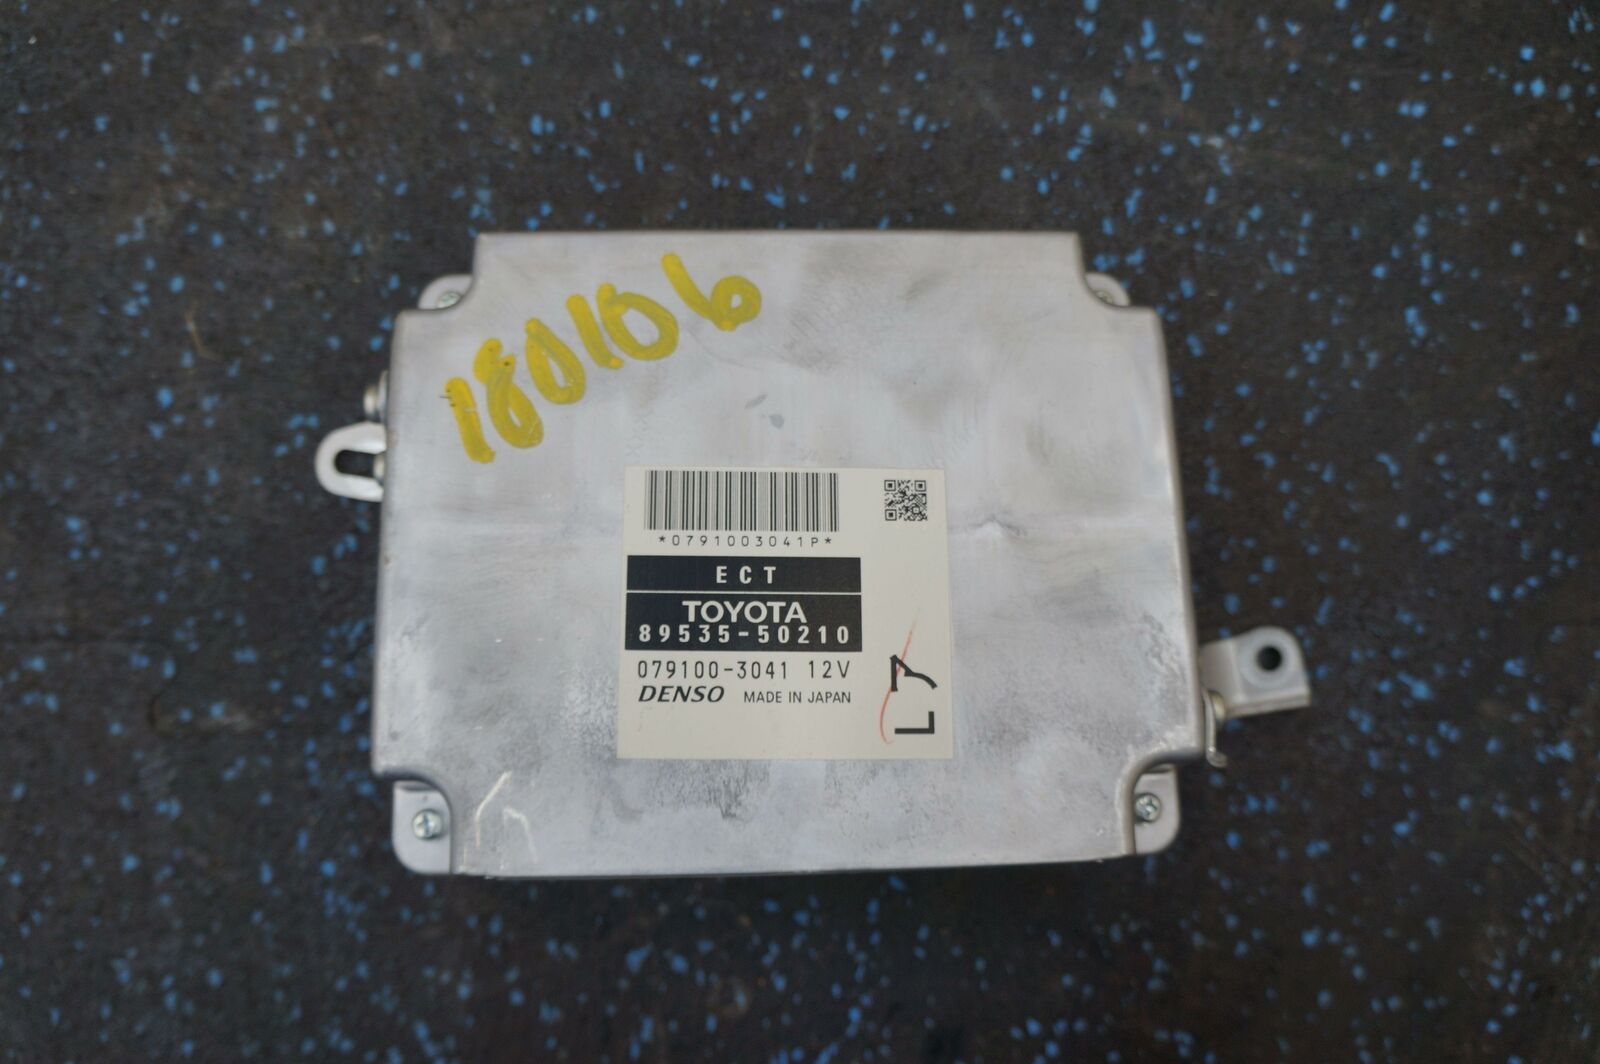 180106
*0791003041P*
ECT
TOYOTA
89535-50210
079100-3041 12V
DENSO MADE IN JAPAN